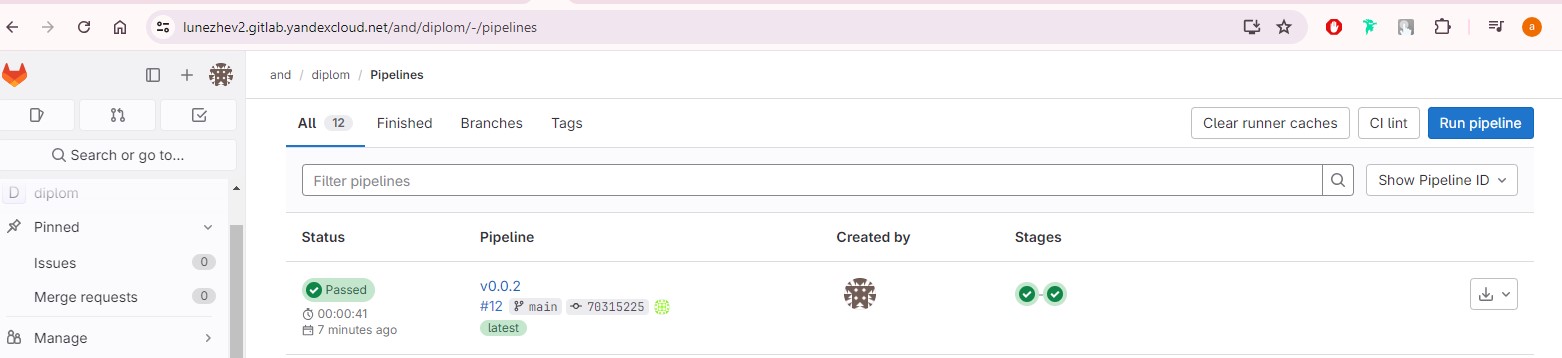 lunezhev2.gitlab.yandexcloud.net/and/diplom/-/pipelines
a
and / diplom / Pipelines
All 12 Finished Branches Tags
Clear runner caches CI lint Run pipeline
Search or go to...
Filter pipelines
Show Pipeline ID
D diplom
Pinned
Issues 0
Merge requests 0
Manage
Status Pipeline Created by Stages
Passed
00:00:41
7 minutes ago
v0.0.2
#12 main 70315225
latest